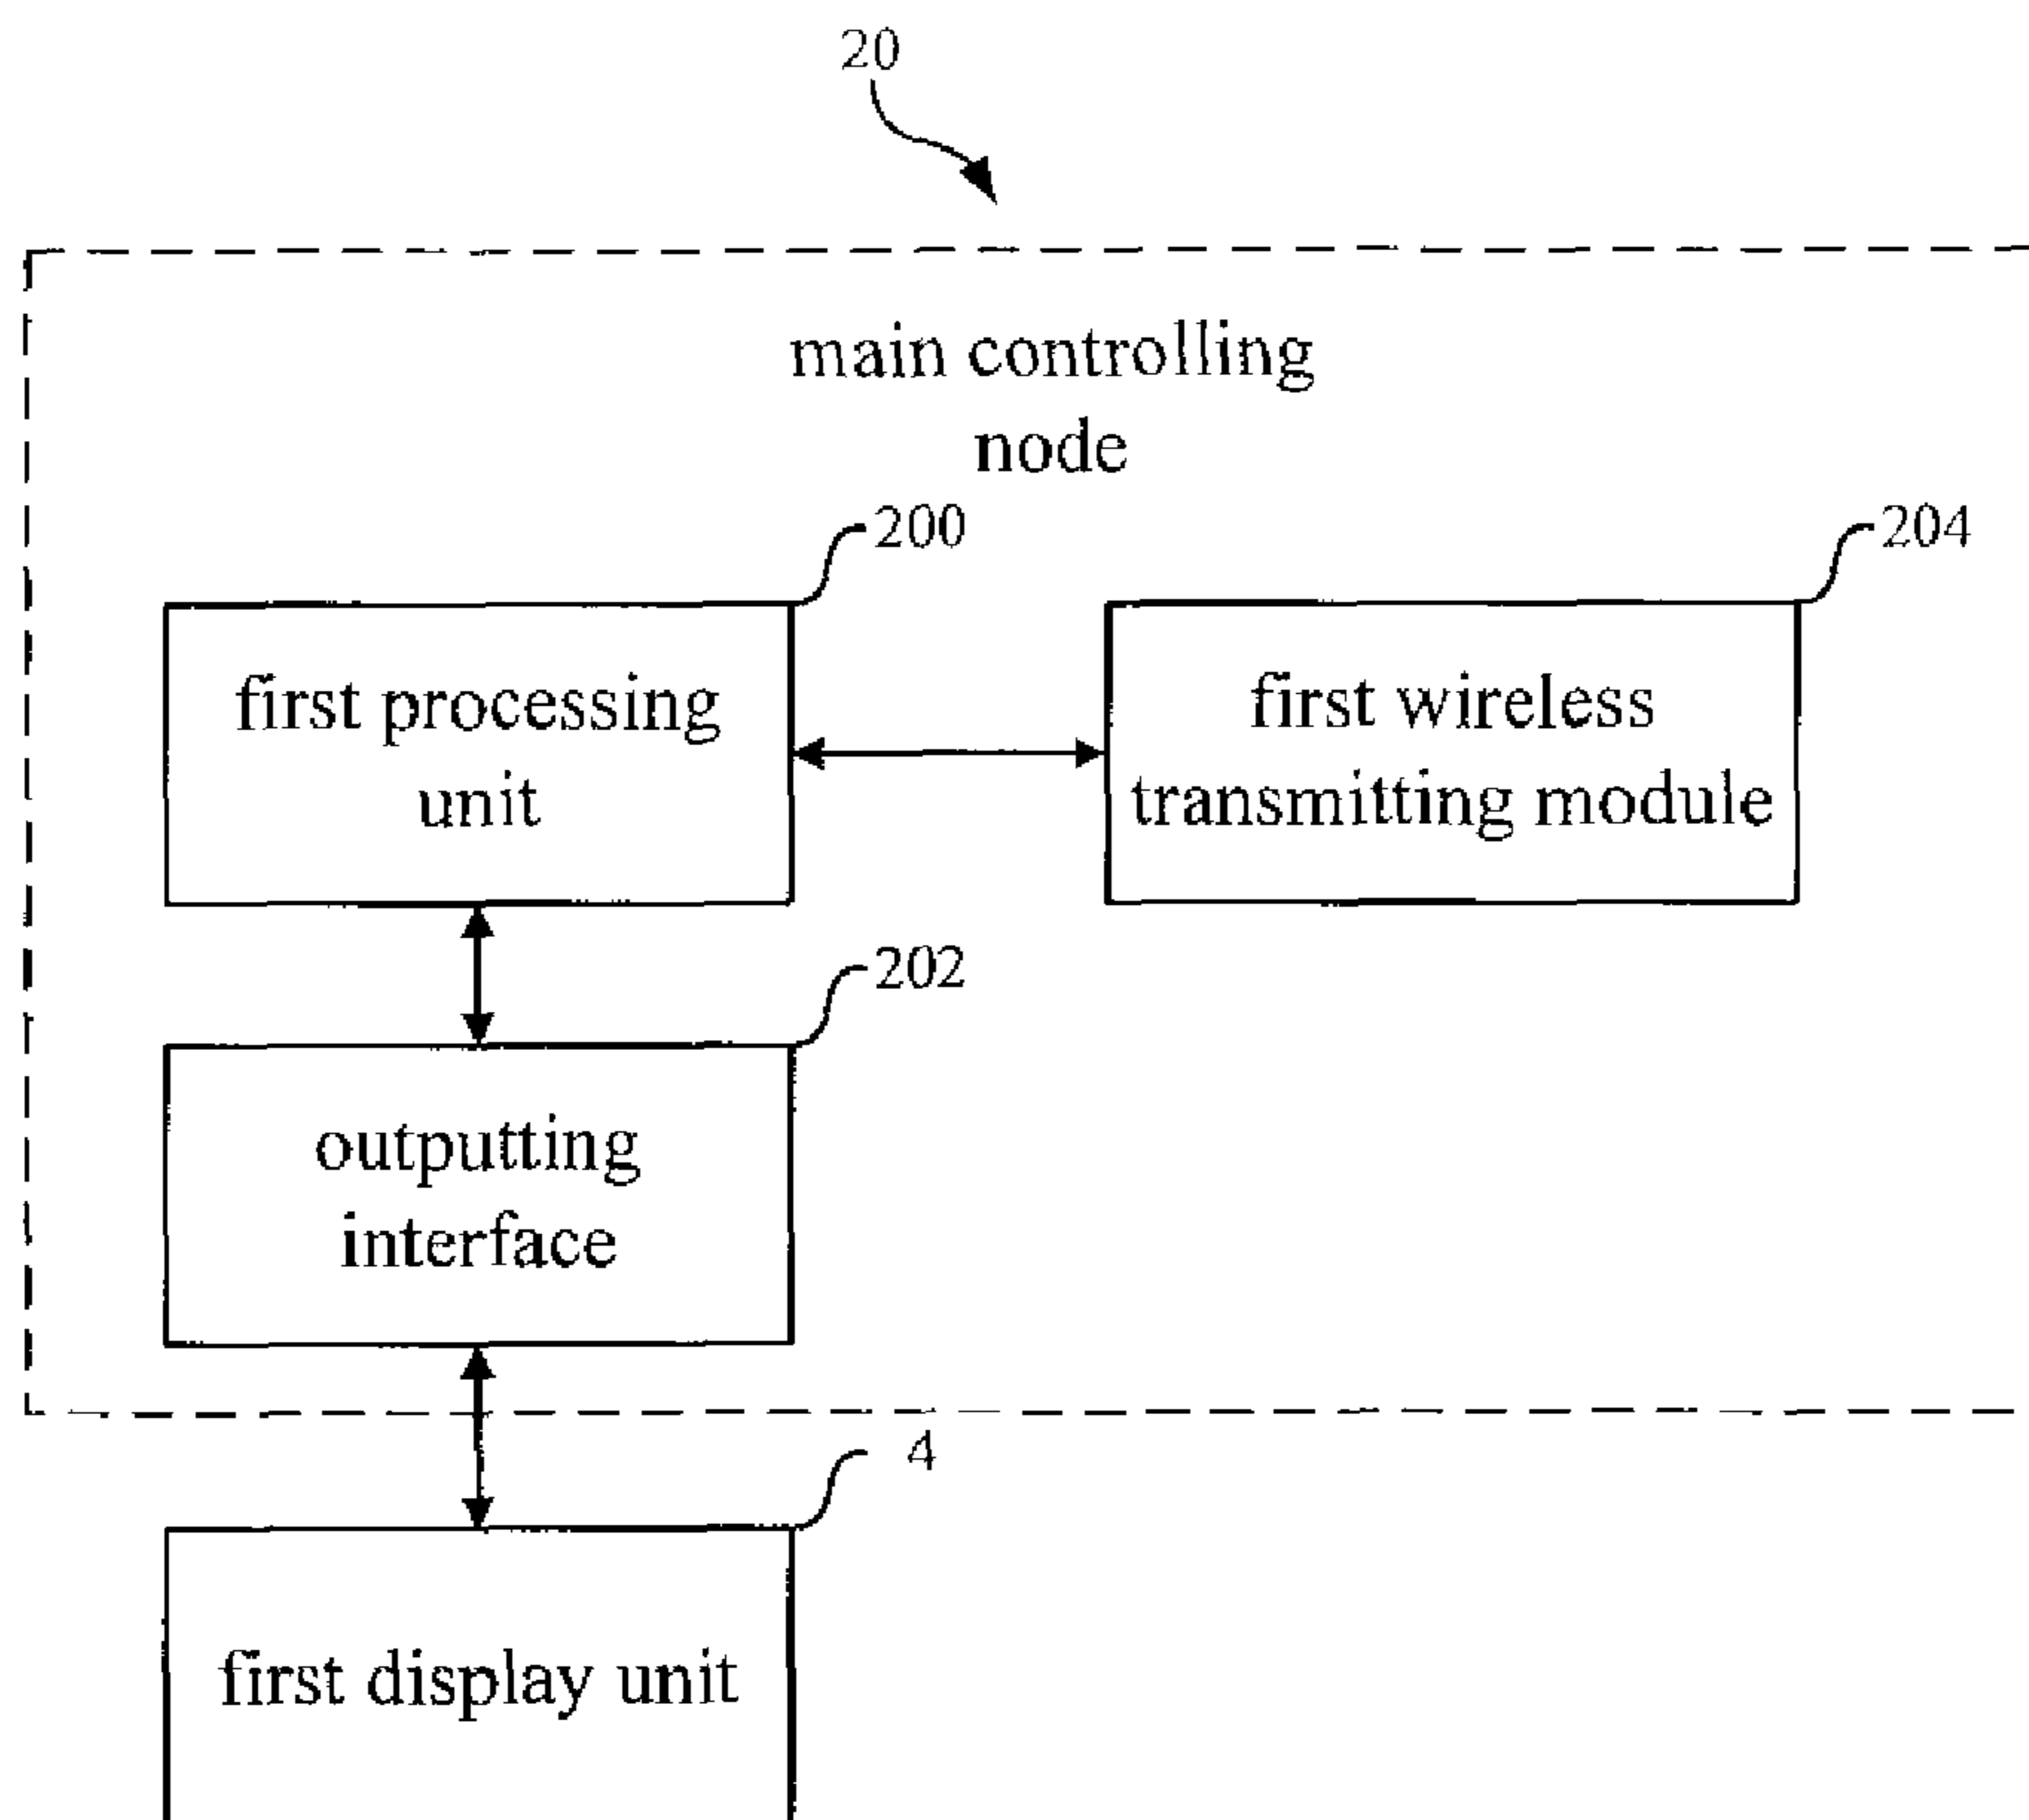 20
main controlling
node
200
204
first processing
unit
first wireless
transmitting module
202
outputting
interface
4
first display unit